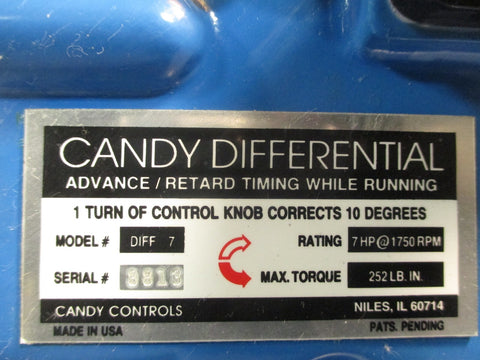 CANDY DIFFERENTIAL
ADVANCE / RETARD TIMING WHILE RUNNING
1 TURN OF CONTROL KNOB CORRECTS 10 DEGREES
MODEL # DIFF 7 RATING 7 HP @ 1750 RPM
SERIAL # 3313 MAX. TORQUE 252 LB. IN.
CANDY CONTROLS NILES, IL 60714
MADE IN USA PATS. PENDING